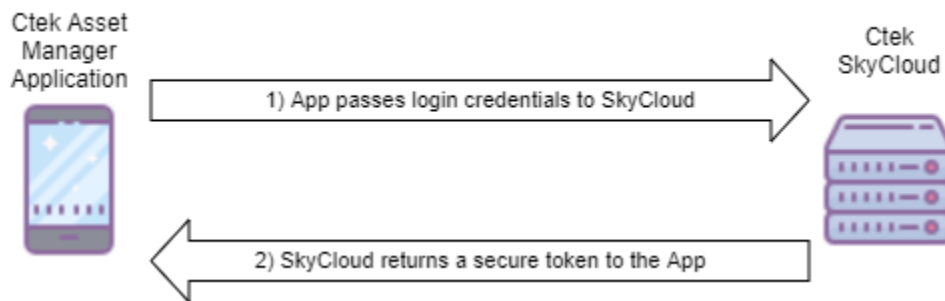 Ctek Asset
Manager
Application
Ctek
SkyCloud
1) App passes login credentials to SkyCloud
2) SkyCloud returns a secure token to the App